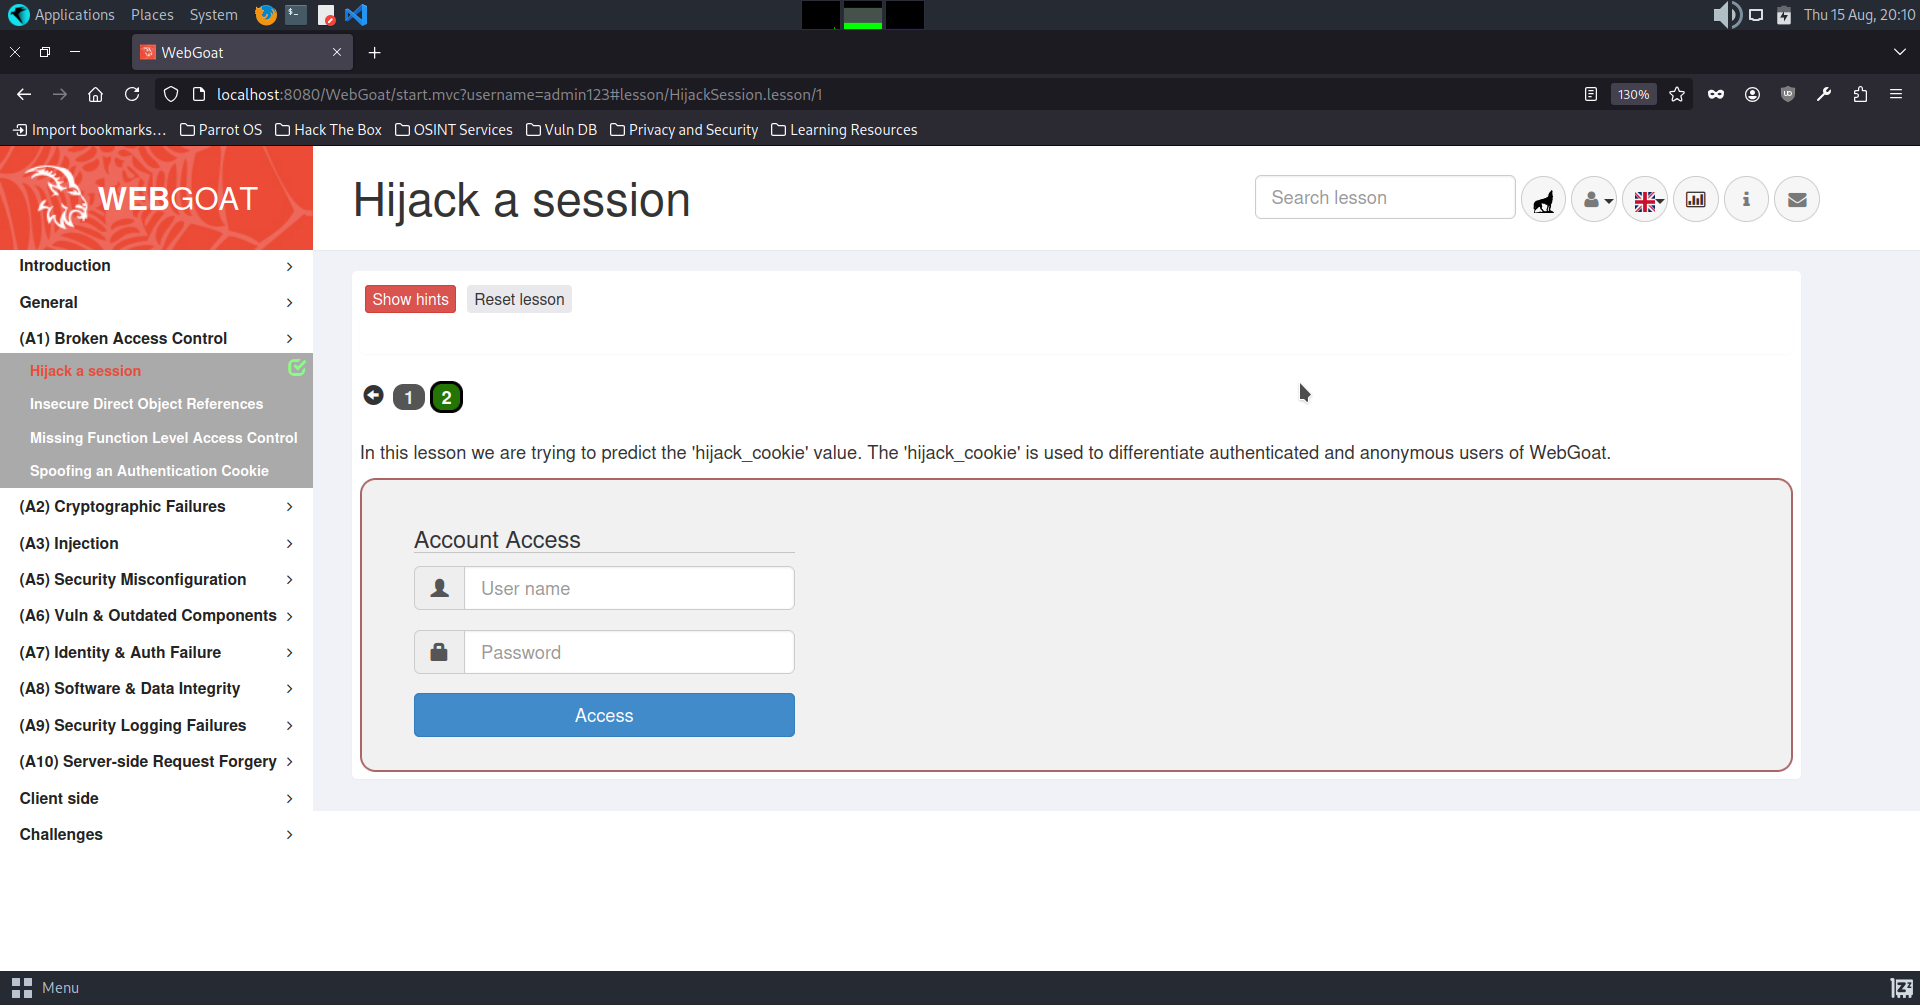 Applications Places System
Thu 15 Aug, 20:10
WebGoat
localhost:8080/WebGoat/start.mvc?username=admin123#lesson/HijackSession.lesson/1
130%
Import bookmarks... Parrot OS Hack The Box OSINT Services Vuln DB Privacy and Security Learning Resources
WEBGOAT
Hijack a session
Search lesson
Introduction
General
(A1) Broken Access Control
Hijack a session
Insecure Direct Object References
Missing Function Level Access Control
Spoofing an Authentication Cookie
(A2) Cryptographic Failures
(A3) Injection
(A5) Security Misconfiguration
(A6) Vuln & Outdated Components
(A7) Identity & Auth Failure
(A8) Software & Data Integrity
(A9) Security Logging Failures
(A10) Server-side Request Forgery
Client side
Challenges
Show hints Reset lesson
1 2
In this lesson we are trying to predict the 'hijack_cookie' value. The 'hijack_cookie' is used to differentiate authenticated and anonymous users of WebGoat.
Account Access
User name
Password
Access
Menu